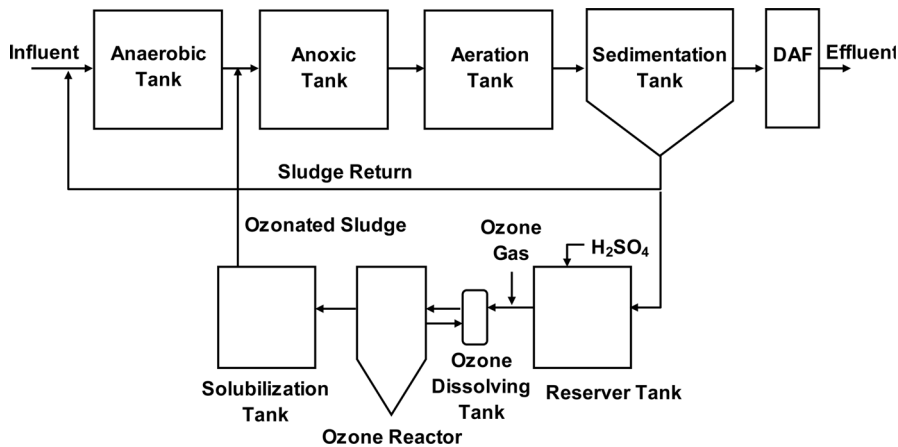 Influent
Anaerobic
Tank
Anoxic
Tank
Aeration
Tank
Sedimentation
Tank
DAF
Effluent
Sludge Return
Ozonated Sludge
Ozone
Gas
H₂SO₄
Solubilization
Tank
Ozone Reactor
Ozone
Dissolving
Tank
Reserver Tank